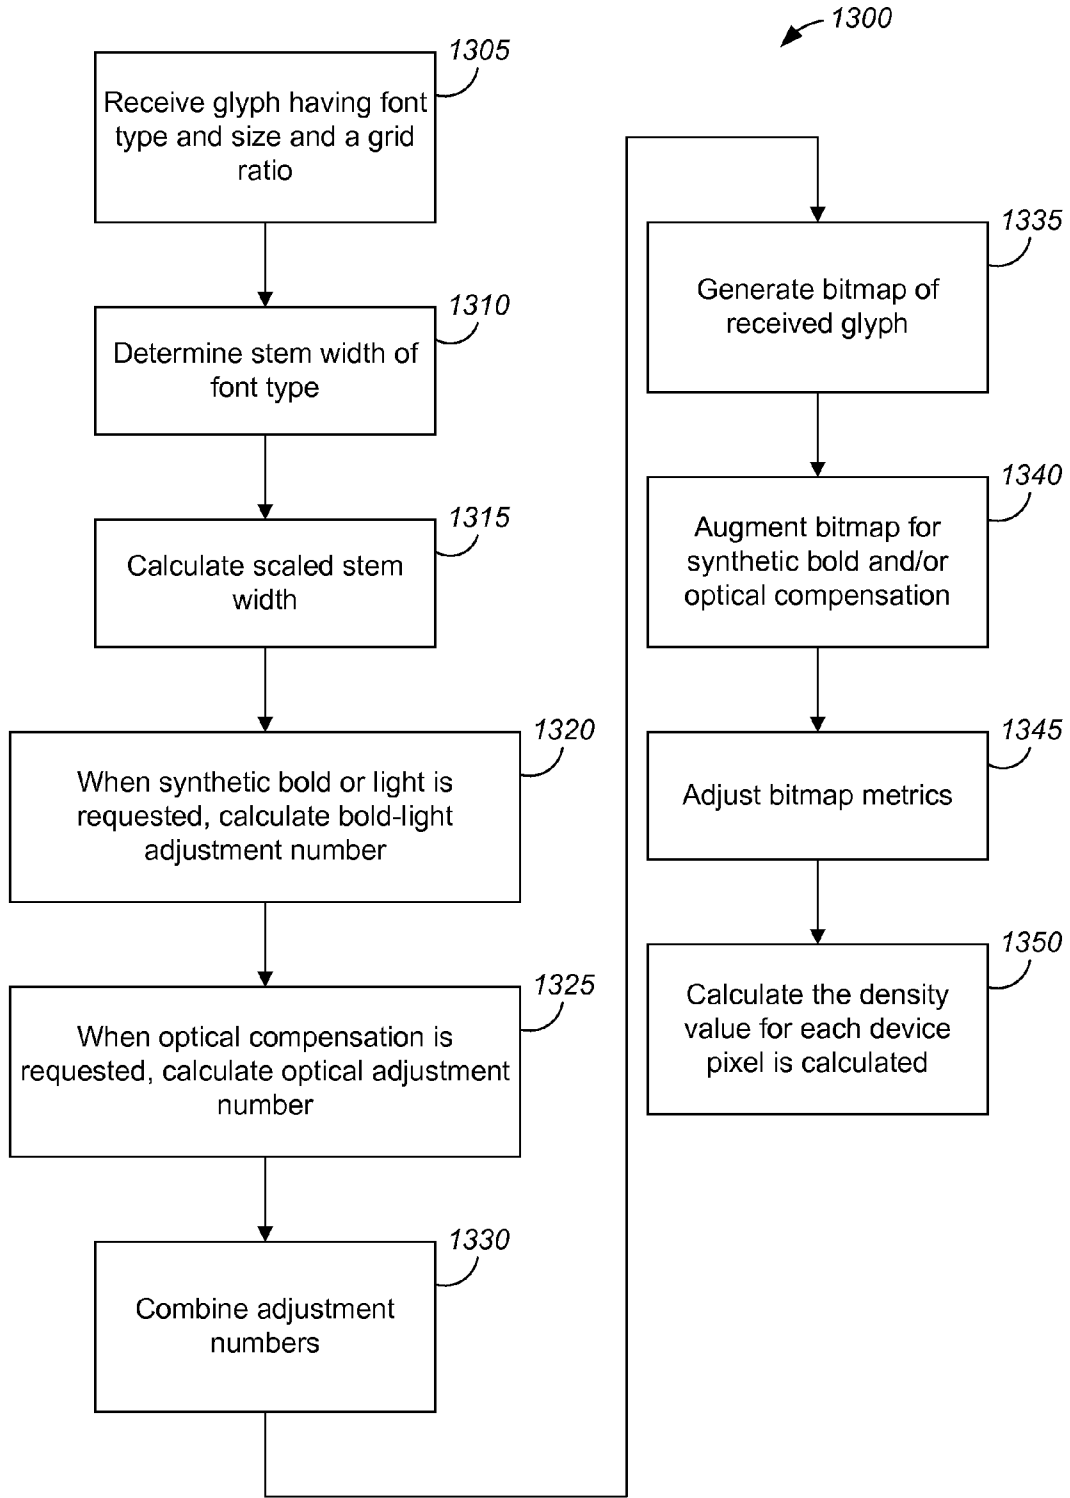 1300
1305
Receive glyph having font
type and size and a grid
ratio
1310
Determine stem width of
font type
1315
Calculate scaled stem
width
1320
When synthetic bold or light is
requested, calculate bold-light
adjustment number
1325
When optical compensation is
requested, calculate optical adjustment
number
1330
Combine adjustment
numbers
1335
Generate bitmap of
received glyph
1340
Augment bitmap for
synthetic bold and/or
optical compensation
1345
Adjust bitmap metrics
1350
Calculate the density
value for each device
pixel is calculated